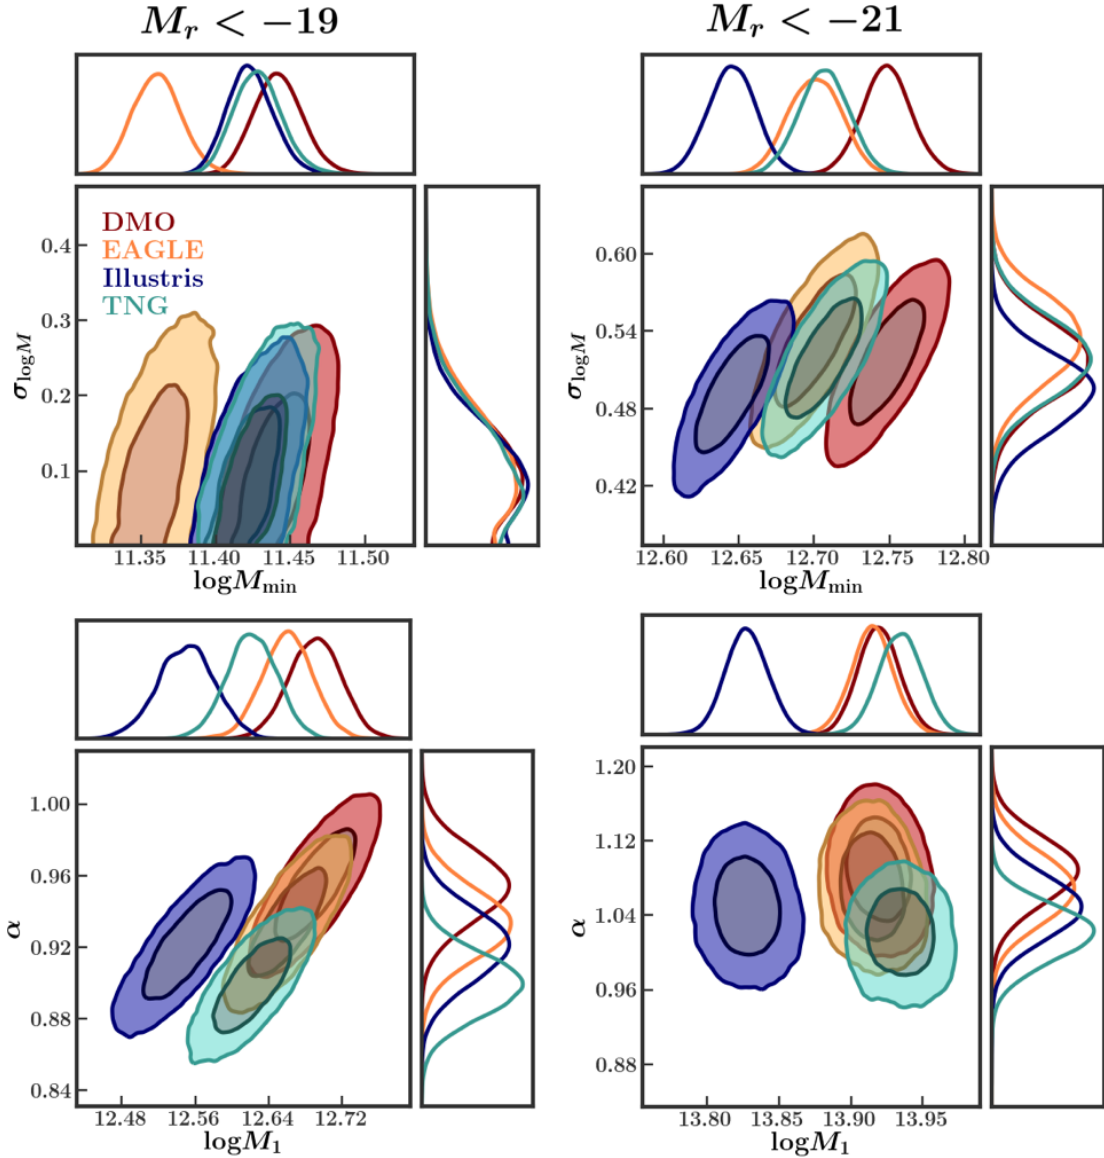 M_r < −19
M_r < −21
DMO
EAGLE
Illustris
TNG
0.4
0.3
0.2
0.1
σ_logM
11.35 11.40 11.45 11.50
logM_min
0.60
0.54
0.48
0.42
σ_logM
12.60 12.65 12.70 12.75 12.80
logM_min
1.00
0.96
0.92
0.88
0.84
α
12.48 12.56 12.64 12.72
logM_1
1.20
1.12
1.04
0.96
0.88
α
13.80 13.85 13.90 13.95
logM_1